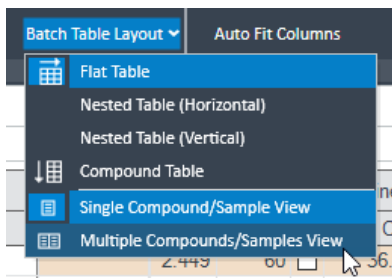 Batch Table Layout Auto Fit Columns
Flat Table
Nested Table (Horizontal)
Nested Table (Vertical)
Compound Table
Single Compound/Sample View
Multiple Compounds/Samples View
2.449 60